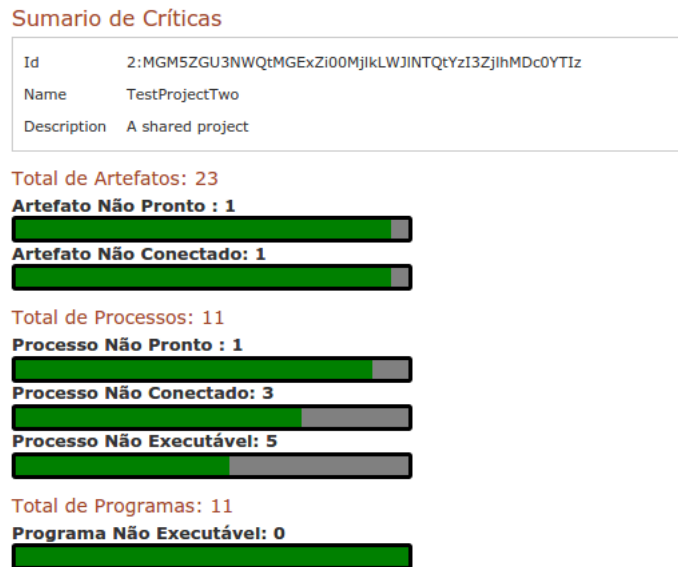 Sumario de Críticas
Id 2:MGM5ZGU3NWQtMGExZi00MjlkLWJlNTQtYzI3ZjlhMDc0YTIz
Name TestProjectTwo
Description A shared project
Total de Artefatos: 23
Artefato Não Pronto : 1
Artefato Não Conectado: 1
Total de Processos: 11
Processo Não Pronto : 1
Processo Não Conectado: 3
Processo Não Executável: 5
Total de Programas: 11
Programa Não Executável: 0